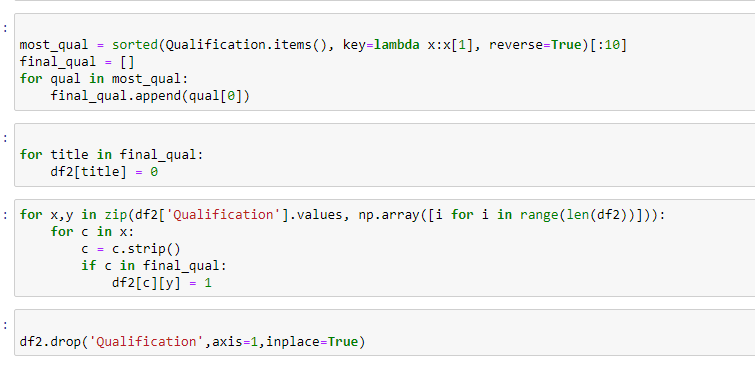 :
most_qual = sorted(Qualification.items(), key=lambda x:x[1], reverse=True)[:10]
final_qual = []
for qual in most_qual:
    final_qual.append(qual[0])
:
for title in final_qual:
    df2[title] = 0
:
for x,y in zip(df2['Qualification'].values, np.array([i for i in range(len(df2))])):
    for c in x:
        c = c.strip()
        if c in final_qual:
            df2[c][y] = 1
:
df2.drop('Qualification',axis=1,inplace=True)